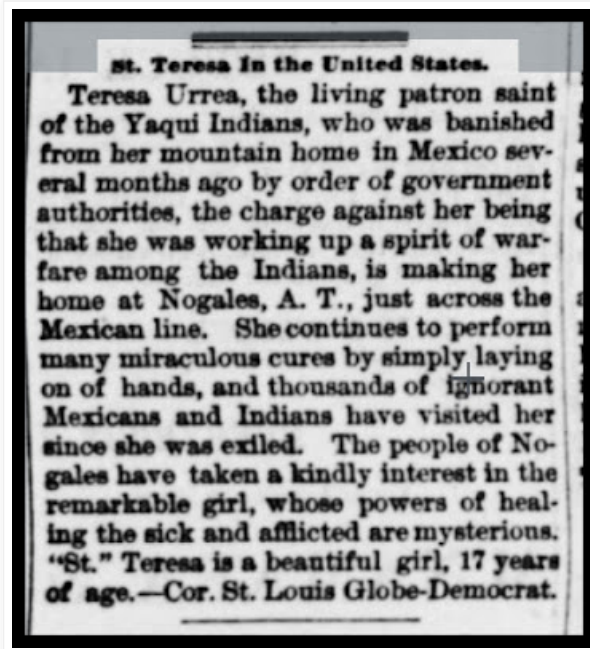 St. Teresa in the United States.
Teresa Urrea, the living patron saint
of the Yaqui Indians, who was banished
from her mountain home in Mexico sev-
eral months ago by order of government
authorities, the charge against her being
that she was working up a spirit of war-
fare among the Indians, is making her
home at Nogales, A. T., just across the
Mexican line. She continues to perform
many miraculous cures by simply laying
on of hands, and thousands of ignorant
Mexicans and Indians have visited her
since she was exiled. The people of No-
gales have taken a kindly interest in the
remarkable girl, whose powers of heal-
ing the sick and afflicted are mysterious.
"St." Teresa is a beautiful girl, 17 years
of age.—Cor. St. Louis Globe-Democrat.